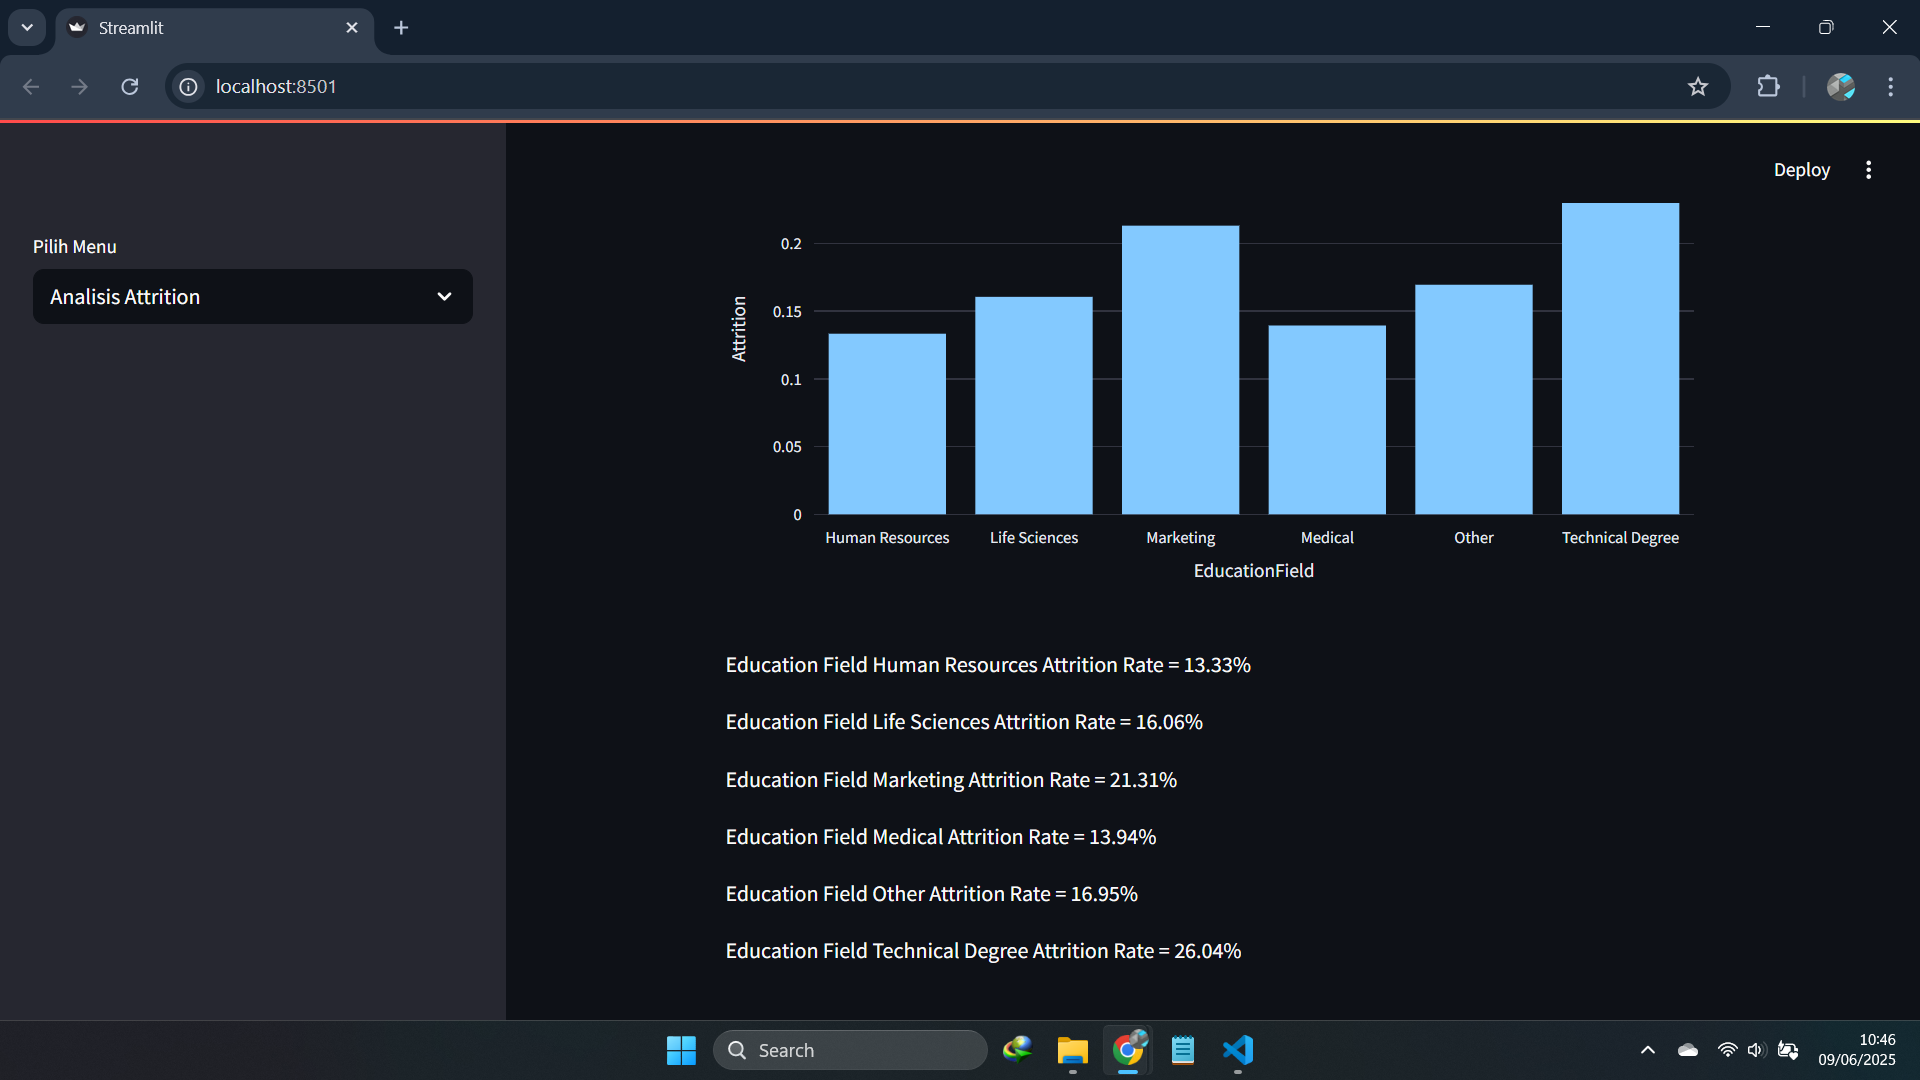 Streamlit
localhost:8501
Deploy
Pilih Menu
Analisis Attrition
Attrition
0.2
0.15
0.1
0.05
0
Human Resources
Life Sciences
Marketing
Medical
Other
Technical Degree
EducationField
Education Field Human Resources Attrition Rate = 13.33%
Education Field Life Sciences Attrition Rate = 16.06%
Education Field Marketing Attrition Rate = 21.31%
Education Field Medical Attrition Rate = 13.94%
Education Field Other Attrition Rate = 16.95%
Education Field Technical Degree Attrition Rate = 26.04%
Search
10:46
09/06/2025